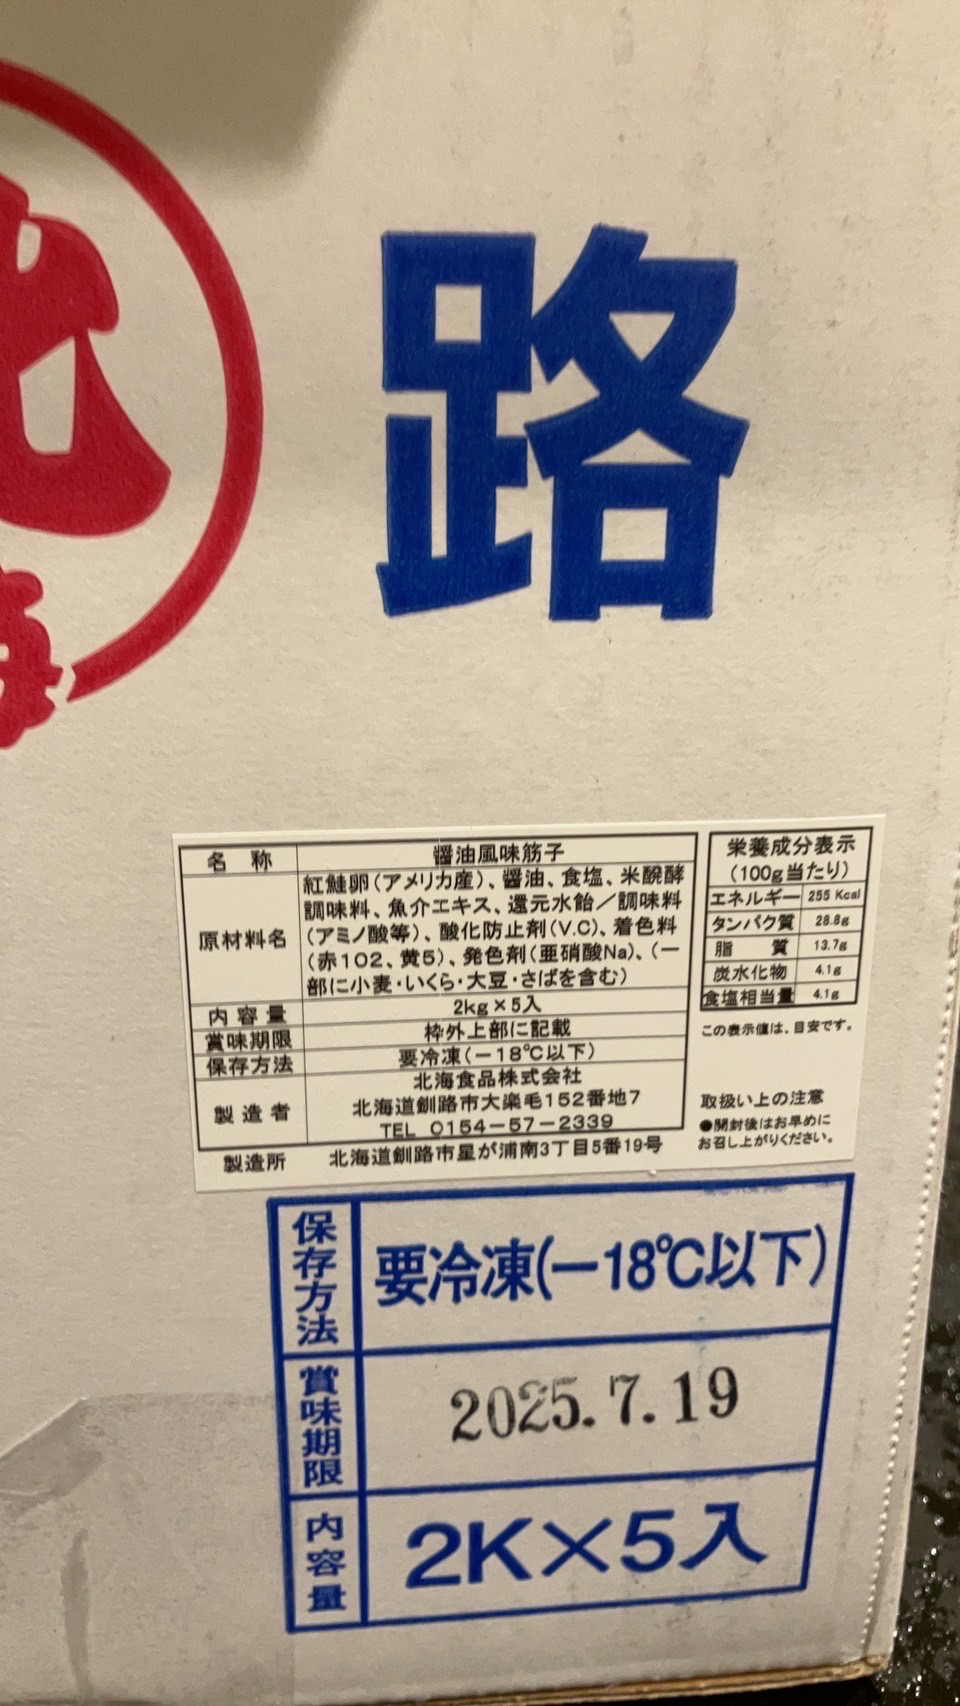 路
名称 醤油風味筋子
原材料名 紅鮭卵(アメリカ産)、醤油、食塩、米醗酵
調味料、魚介エキス、還元水飴/調味料
(アミノ酸等)、酸化防止剤(V.C)、着色料
(赤102、黄5)、発色剤(亜硝酸Na)、(一
部に小麦・いくら・大豆・さばを含む)
内容量 2kg×5入
賞味期限 枠外上部に記載
保存方法 要冷凍(-18℃以下)
製造者 北海食品株式会社
北海道釧路市大楽毛152番地7
TEL 0154-57-2339
製造所 北海道釧路市星が浦南3丁目5番19号
栄養成分表示
(100g当たり)
エネルギー 255 Kcal
タンパク質 28.8g
脂質 13.7g
炭水化物 4.1g
食塩相当量 4.1g
この表示値は、目安です。
取扱い上の注意
●開封後はお早めに
お召し上がりください。
保存方法 要冷凍(-18℃以下)
賞味期限 2025.7.19
内容量 2K×5入